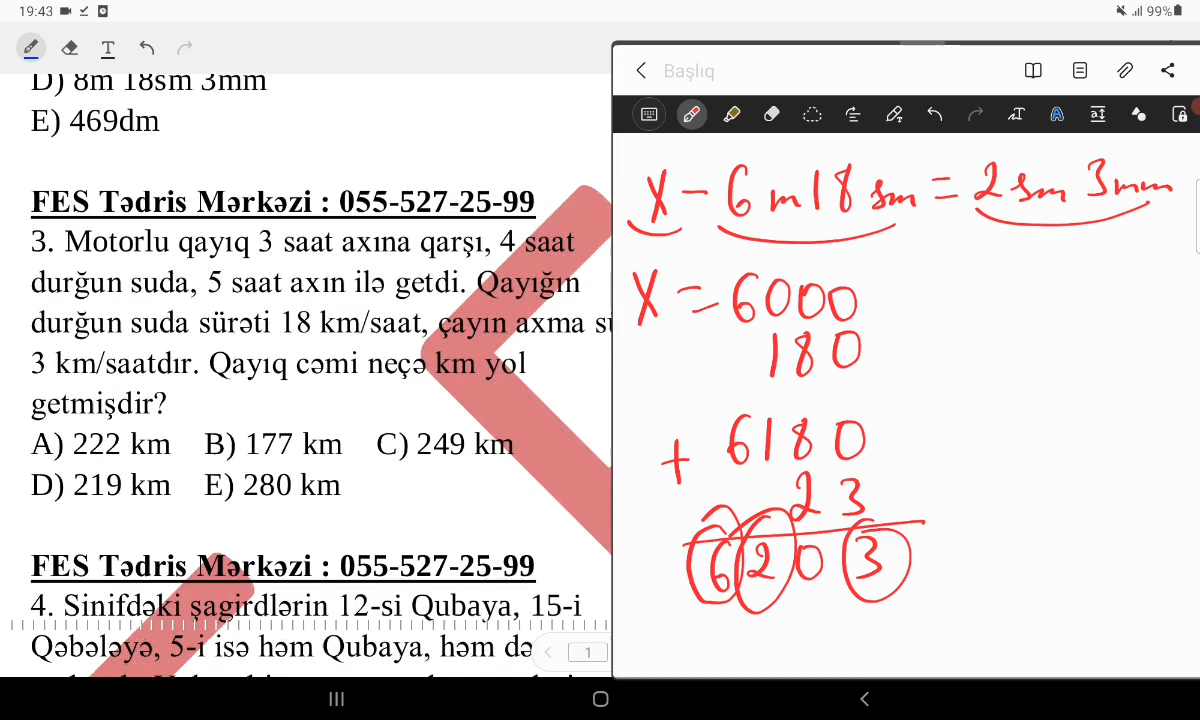 19:43
99%
D) 8m 18sm 3mm
E) 469dm
FES Tədris Mərkəzi : 055-527-25-99
3. Motorlu qayıq 3 saat axına qarşı, 4 saat
durğun suda, 5 saat axın ilə getdi. Qayığın
durğun suda sürəti 18 km/saat, çayın axma
3 km/saatdır. Qayıq cəmi neçə km yol
getmişdir?
A) 222 km B) 177 km C) 249 km
D) 219 km E) 280 km
FES Tədris Mərkəzi : 055-527-25-99
4. Sinifdəki şagirdlərin 12-si Qubaya, 15-i
Qəbələyə, 5-i isə həm Qubaya, həm də
1
Başlıq
X - 6 m 18 sm = 2 sm 3 mm
X = 6000
180
6180
+ 23
6203